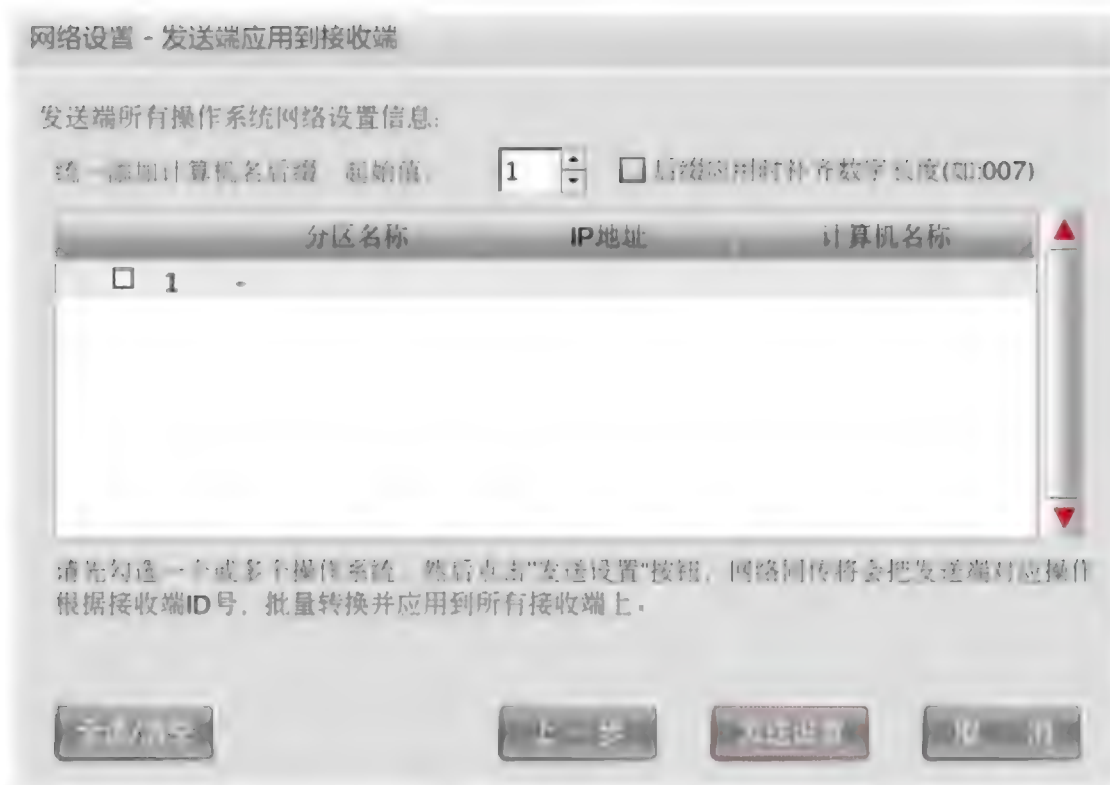 网络设置 - 发送端应用到接收端
发送端所有操作系统网络设置信息:
统一添加计算机名后缀 起始值: 1 后缀应用时补齐数字长度(如:007)
分区名称 IP地址 计算机名称
1 -
请先勾选一个或多个操作系统，然后点击"发送设置"按钮，网络同传将会把发送端对应操作
根据接收端ID号，批量转换并应用到所有接收端上。
全选/清空 上一步 发送设置 取 消